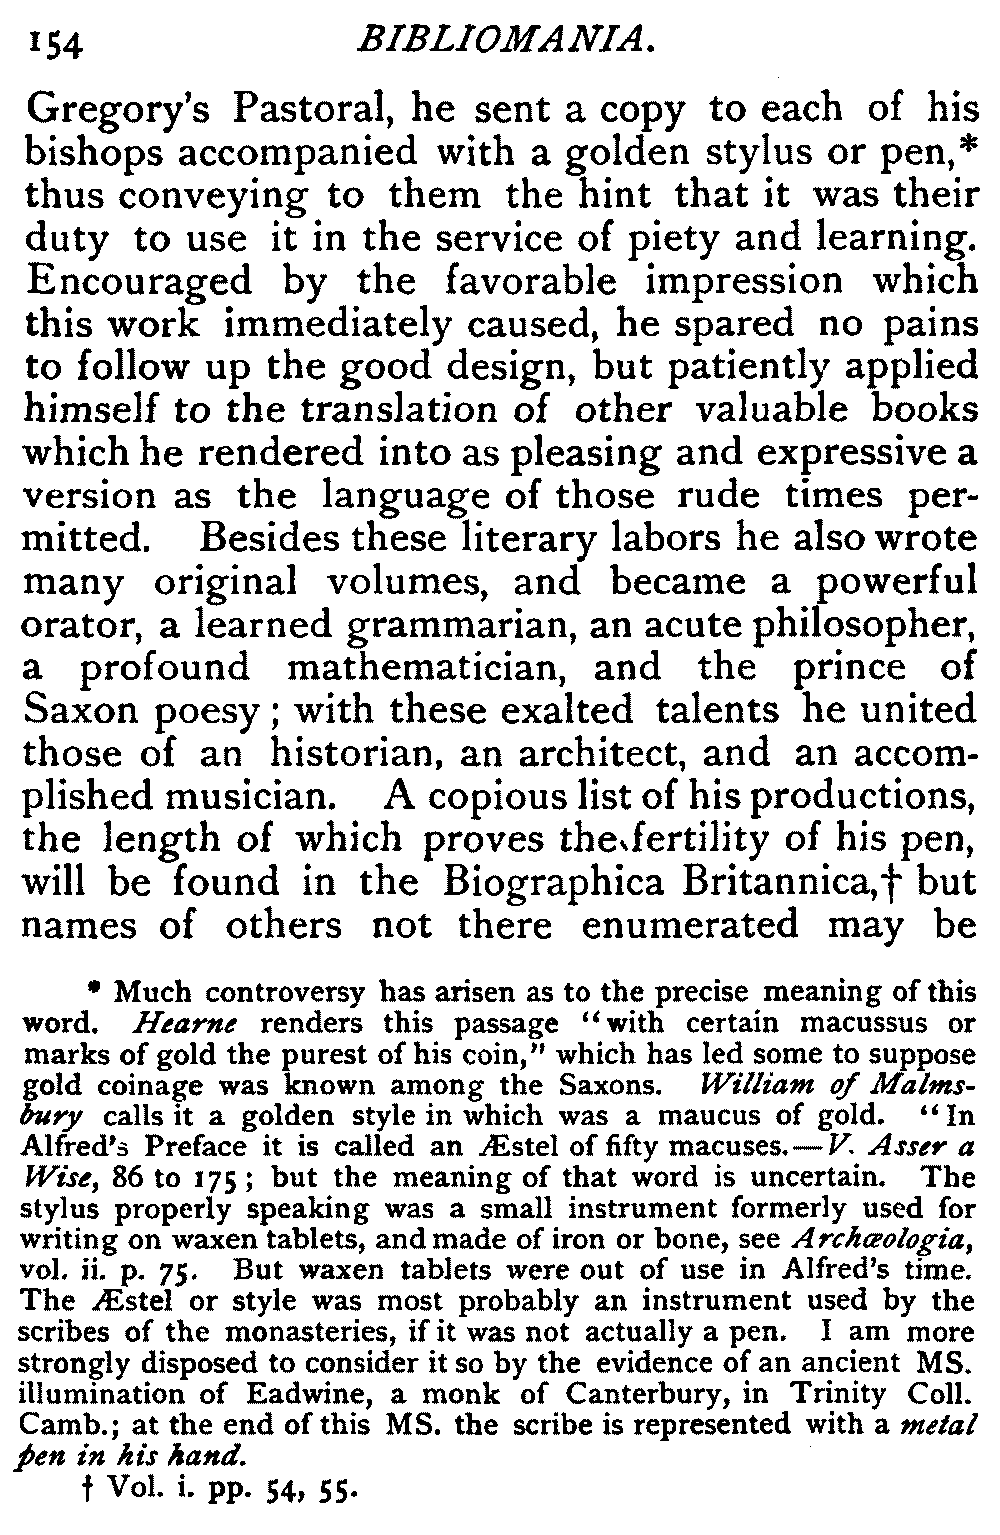 154 BIBLIOMANIA.
Gregory's Pastoral, he sent a copy to each of his
bishops accompanied with a golden stylus or pen,*
thus conveying to them the hint that it was their
duty to use it in the service of piety and learning.
Encouraged by the favorable impression which
this work immediately caused, he spared no pains
to follow up the good design, but patiently applied
himself to the translation of other valuable books
which he rendered into as pleasing and expressive a
version as the language of those rude times per-
mitted. Besides these literary labors he also wrote
many original volumes, and became a powerful
orator, a learned grammarian, an acute philosopher,
a profound mathematician, and the prince of
Saxon poesy; with these exalted talents he united
those of an historian, an architect, and an accom-
plished musician. A copious list of his productions,
the length of which proves the fertility of his pen,
will be found in the Biographica Britannica,† but
names of others not there enumerated may be
* Much controversy has arisen as to the precise meaning of this
word. Hearne renders this passage "with certain macussus or
marks of gold the purest of his coin," which has led some to suppose
gold coinage was known among the Saxons. William of Malms-
bury calls it a golden style in which was a maucus of gold. "In
Alfred's Preface it is called an Æstel of fifty macuses.—V. Asser a
Wise, 86 to 175; but the meaning of that word is uncertain. The
stylus properly speaking was a small instrument formerly used for
writing on waxen tablets, and made of iron or bone, see Archæologia,
vol. ii. p. 75. But waxen tablets were out of use in Alfred's time.
The Æstel or style was most probably an instrument used by the
scribes of the monasteries, if it was not actually a pen. I am more
strongly disposed to consider it so by the evidence of an ancient MS.
illumination of Eadwine, a monk of Canterbury, in Trinity Coll.
Camb.; at the end of this MS. the scribe is represented with a metal
pen in his hand.
† Vol. i. pp. 54, 55.